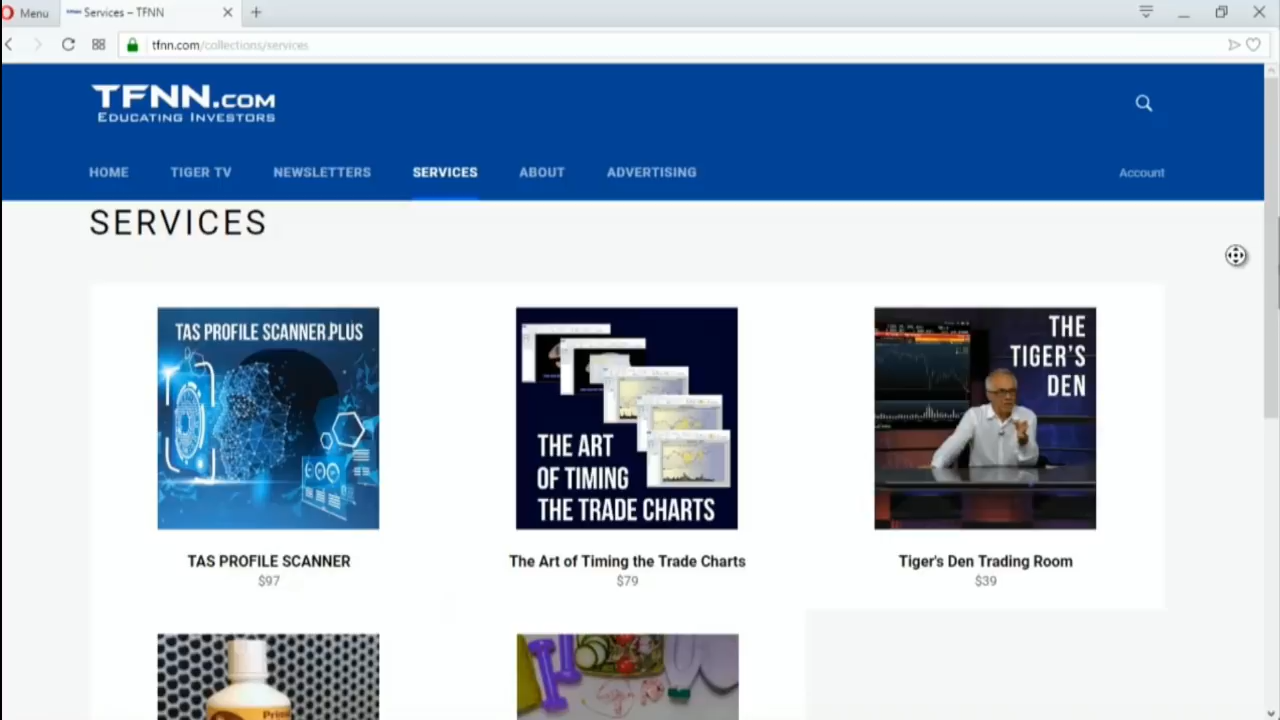 Menu
Services – TFNN
tfnn.com/collections/services
TFNN.COM
EDUCATING INVESTORS
HOME TIGER TV NEWSLETTERS SERVICES ABOUT ADVERTISING Account
SERVICES
TAS PROFILE SCANNER PLUS
THE ART
OF TIMING
THE TRADE CHARTS
THE
TIGER'S
DEN
TAS PROFILE SCANNER
$97
The Art of Timing the Trade Charts
$79
Tiger's Den Trading Room
$39